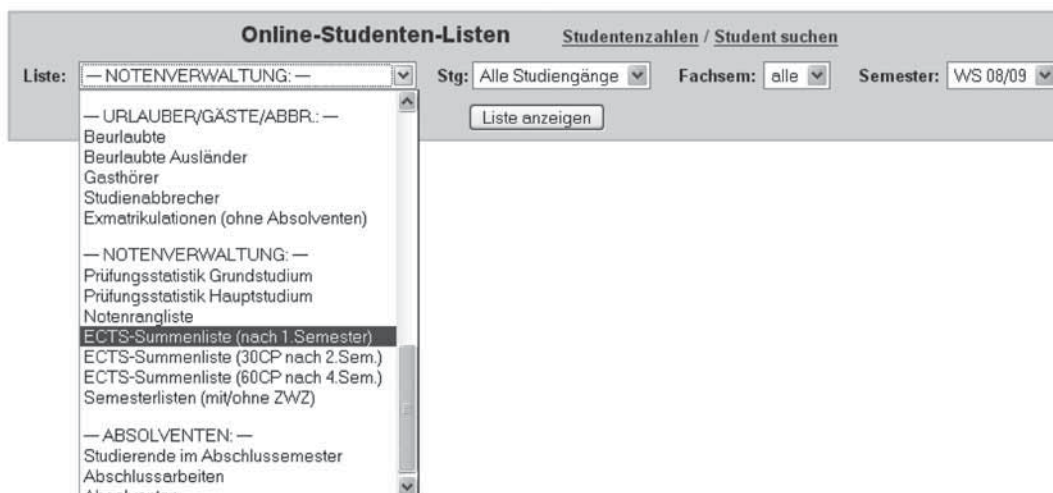 Online-Studenten-Listen Studentenzahlen / Student suchen
Liste: — NOTENVERWALTUNG: — Stg: Alle Studiengänge Fachsem: alle Semester: WS 08/09
Liste anzeigen
— URLAUBER/GÄSTE/ABBR.: —
Beurlaubte
Beurlaubte Ausländer
Gasthörer
Studienabbrecher
Exmatrikulationen (ohne Absolventen)
— NOTENVERWALTUNG: —
Prüfungsstatistik Grundstudium
Prüfungsstatistik Hauptstudium
Notenrangliste
ECTS-Summenliste (nach 1.Semester)
ECTS-Summenliste (30CP nach 2.Sem.)
ECTS-Summenliste (60CP nach 4.Sem.)
Semesterlisten (mit/ohne ZWZ)
— ABSOLVENTEN: —
Studierende im Abschlussemester
Abschlussarbeiten